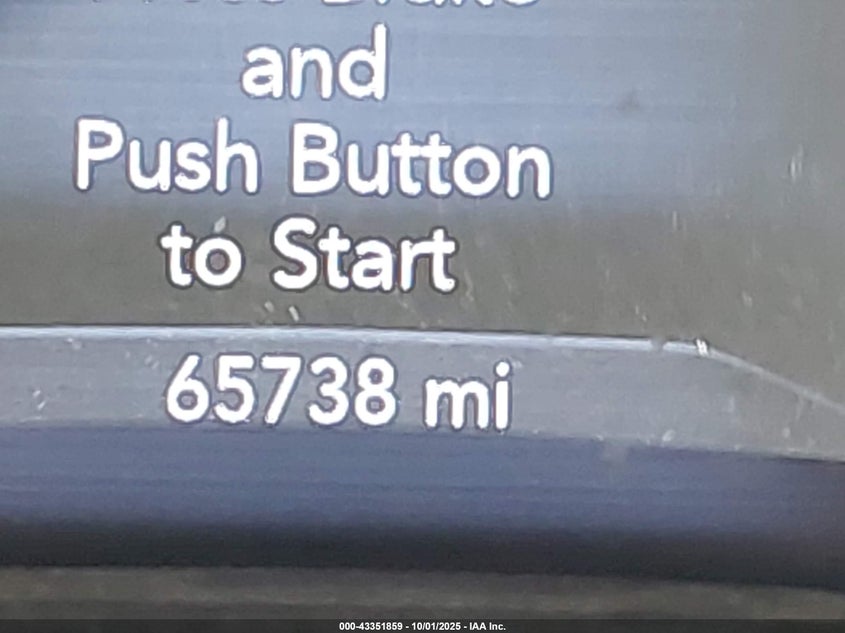 and
Push Button
to Start
65738 mi
000-43351859 - 10/01/2025 - IAA Inc.